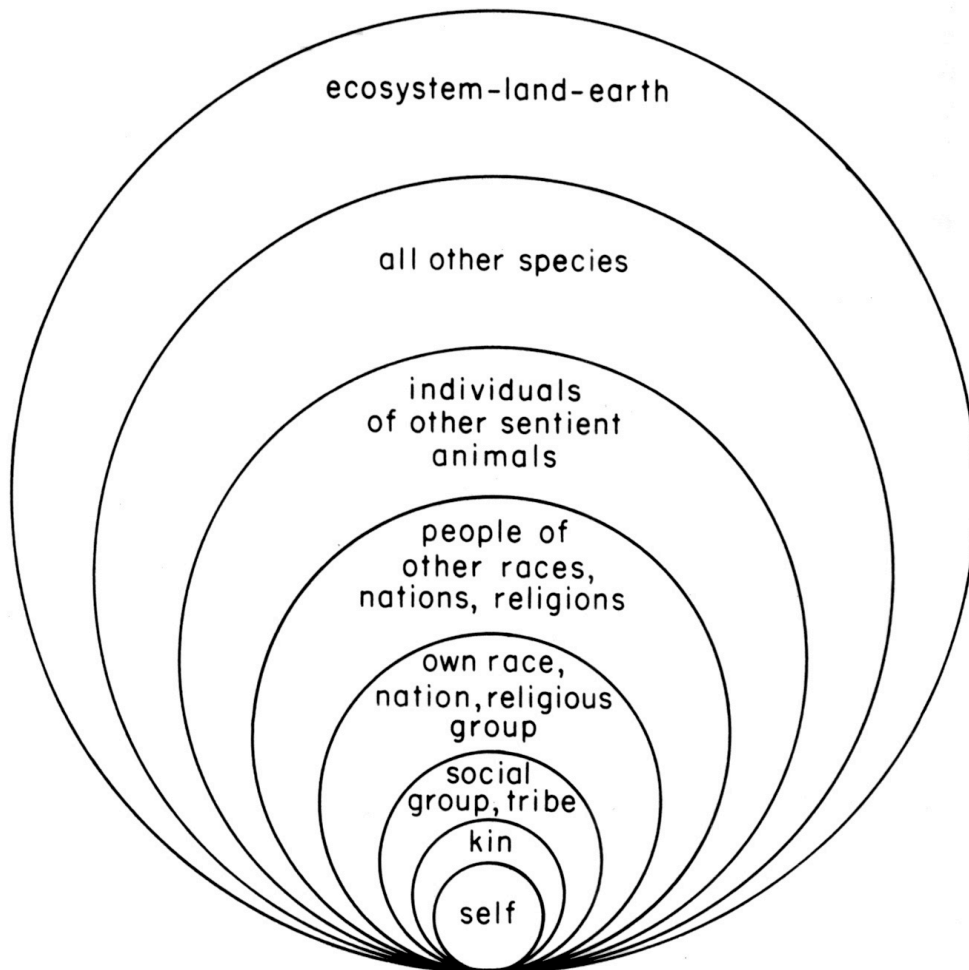 ecosystem-land-earth
all other species
individuals
of other sentient
animals
people of
other races,
nations, religions
own race,
nation, religious
group
social
group, tribe
kin
self